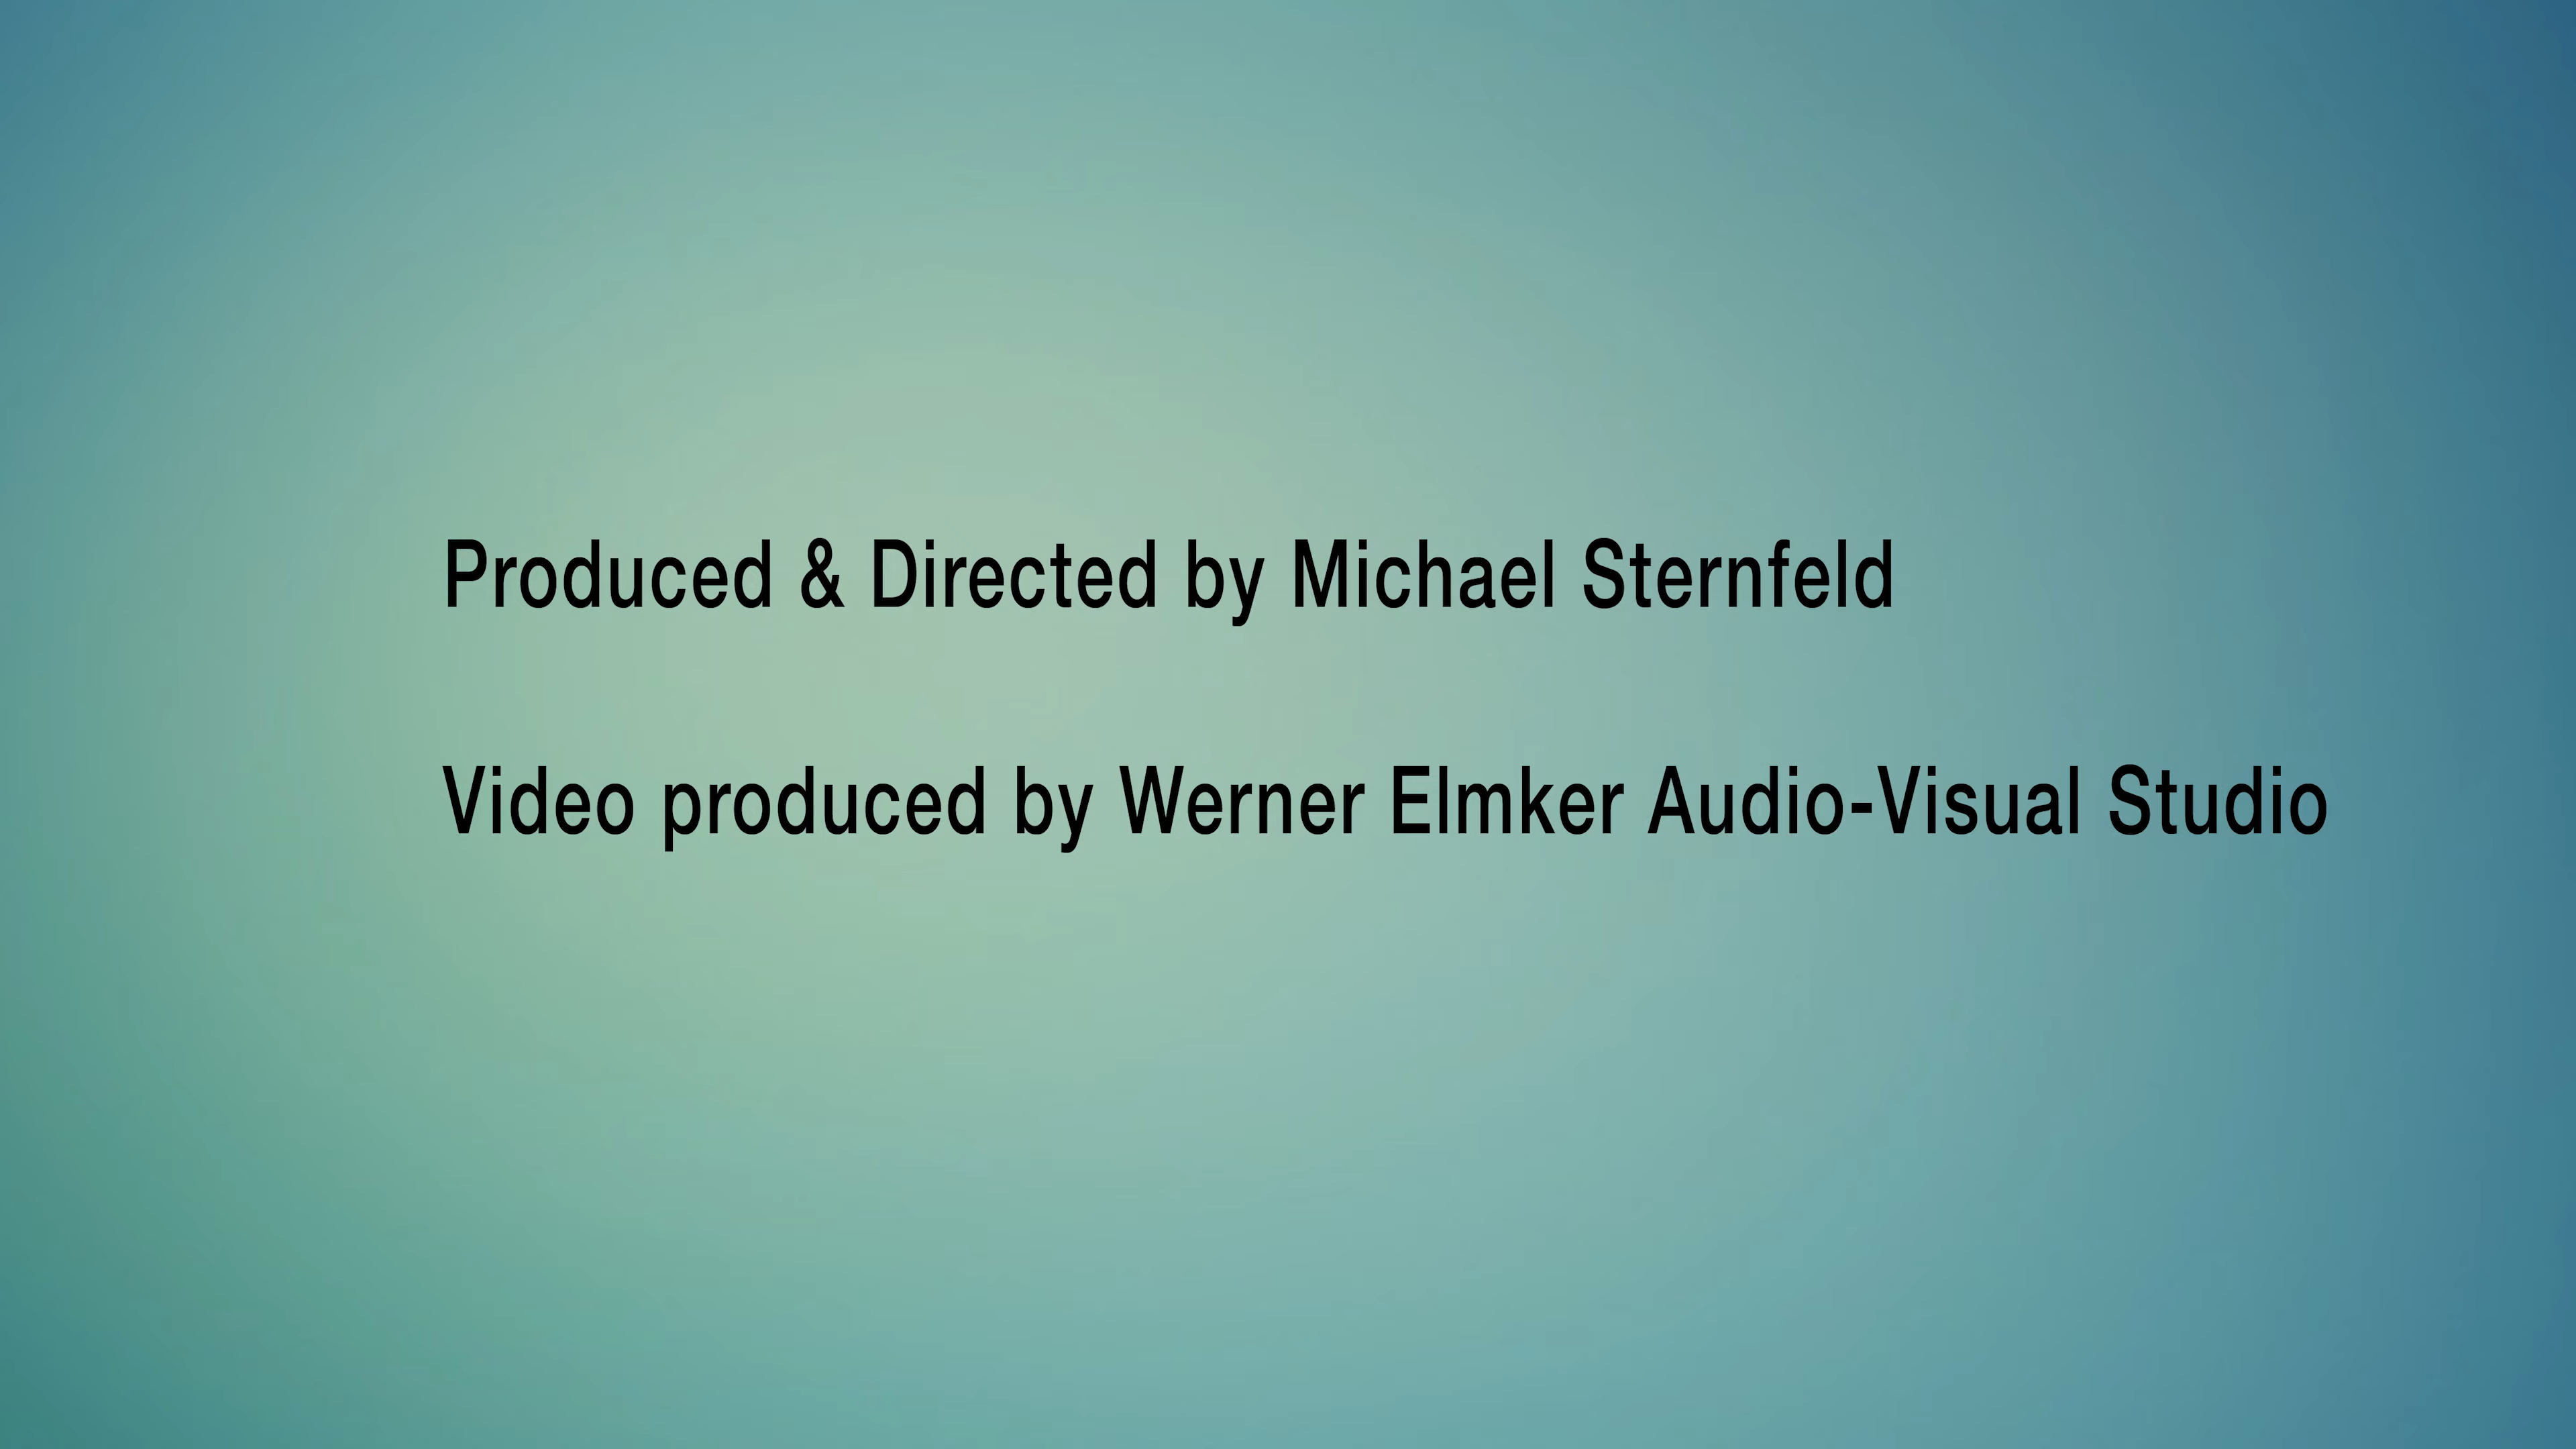 Produced & Directed by Michael Sternfeld
Video produced by Werner Elmker Audio-Visual Studio